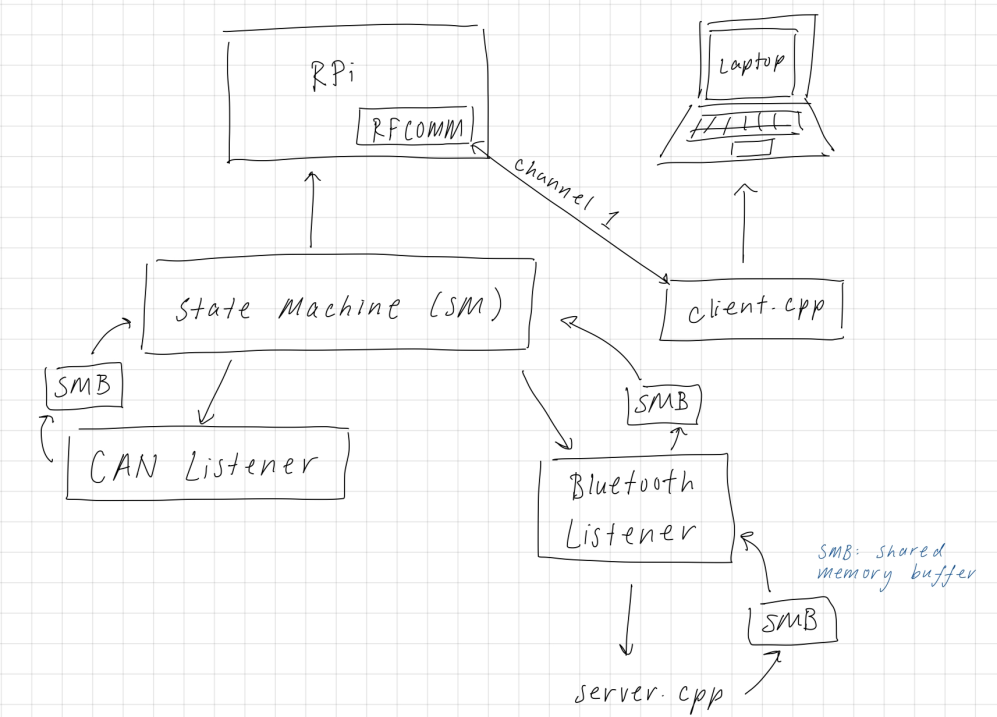 RPi
RFCOMM
Laptop
channel 1
State Machine (SM)
client.cpp
SMB
SMB
CAN Listener
Bluetooth
Listener
SMB: shared
memory buffer
SMB
server.cpp